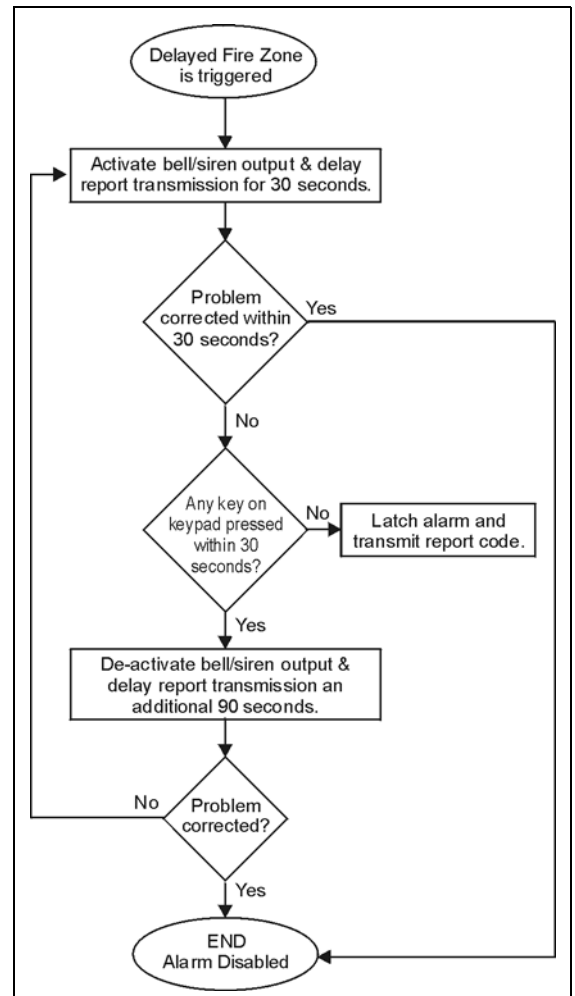 Delayed Fire Zone
is triggered
Activate bell/siren output & delay
report transmission for 30 seconds.
Problem
corrected within
30 seconds?
Yes
No
Any key on
keypad pressed
within 30
seconds?
No
Latch alarm and
transmit report code.
Yes
De-activate bell/siren output &
delay report transmission an
additional 90 seconds.
No
Problem
corrected?
Yes
END
Alarm Disabled